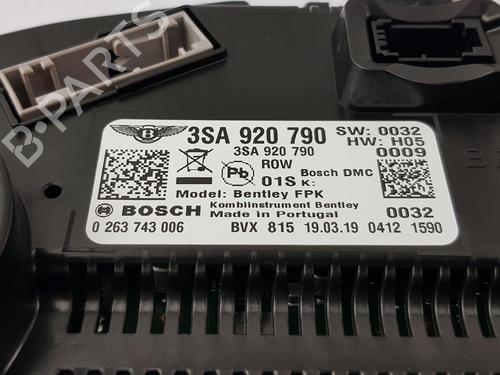 B-PARTS
B
3SA 920 790
SW: 0032
HW: H05
3SA 920 790
0009
ROW
Pb
01S
K:
Bosch DMC
Model: Bentley FPK
BOSCH
Kombiinstrument Bentley
Made in Portugal
0032
0 263 743 006
BVX 815 19.03.19 0412 1590